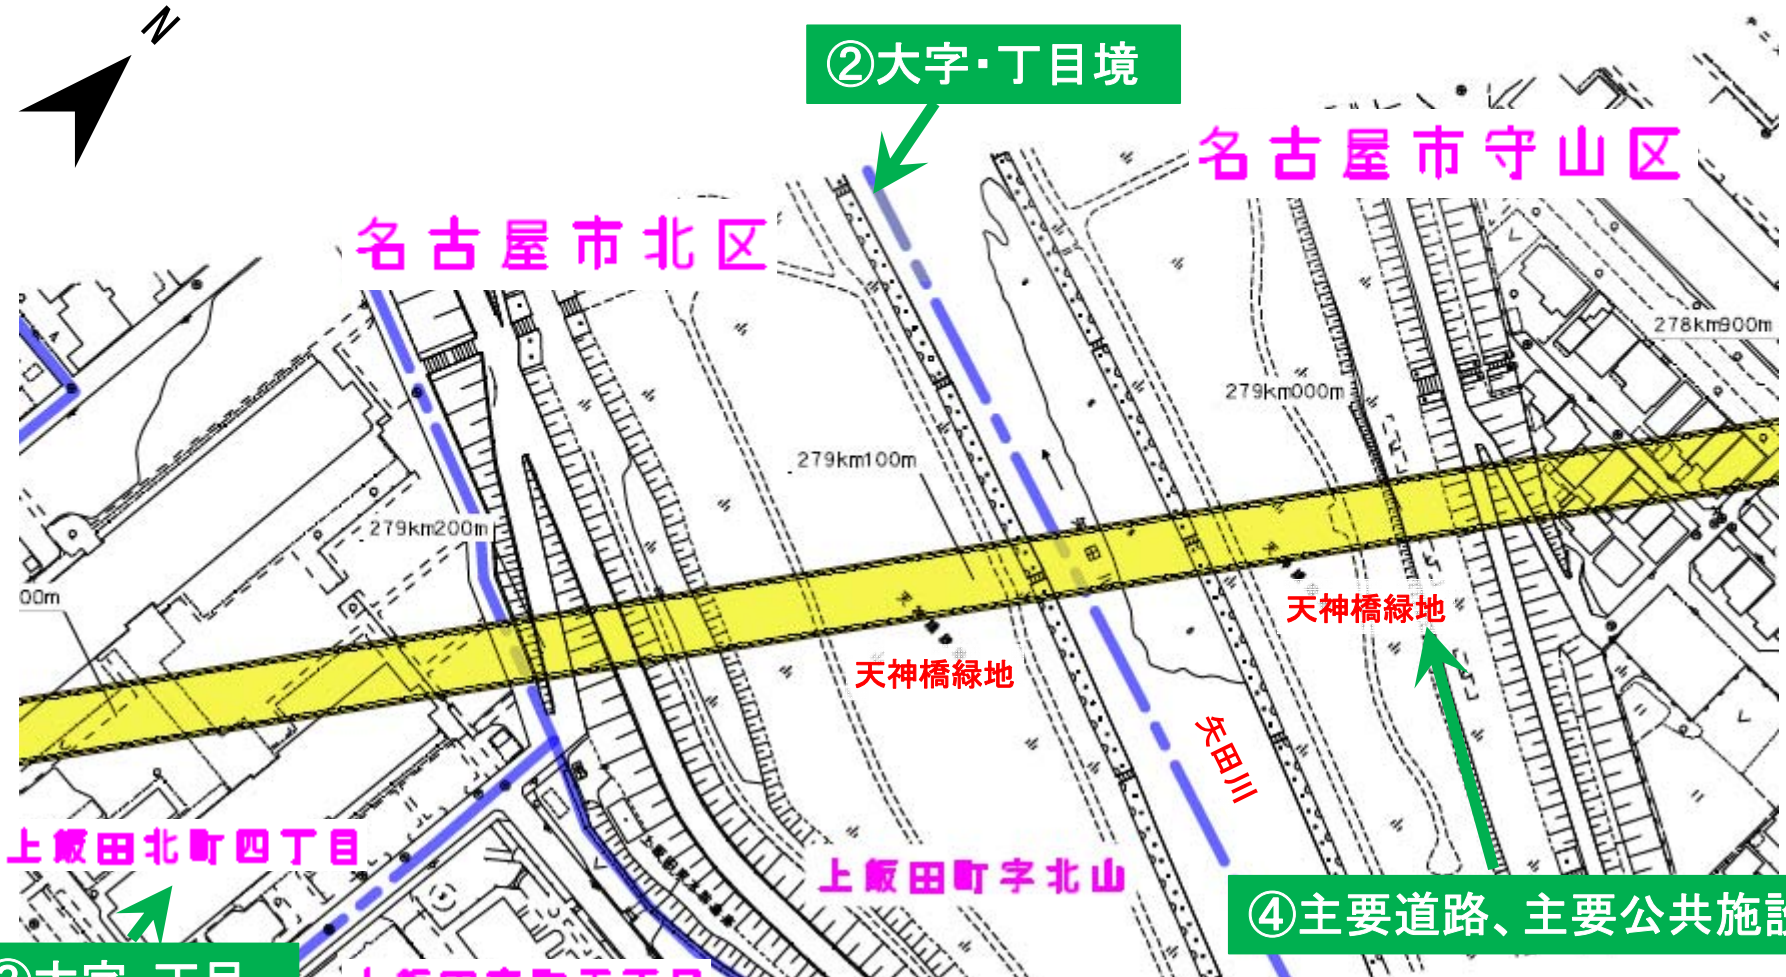 N
②大字・丁目境
名古屋市守山区
名古屋市北区
278km900m
279km000m
279km100m
279km200m
00m
天神橋緑地
天神橋緑地
矢田川
上飯田北町四丁目
上飯田町字北山
④主要道路、主要公共施設